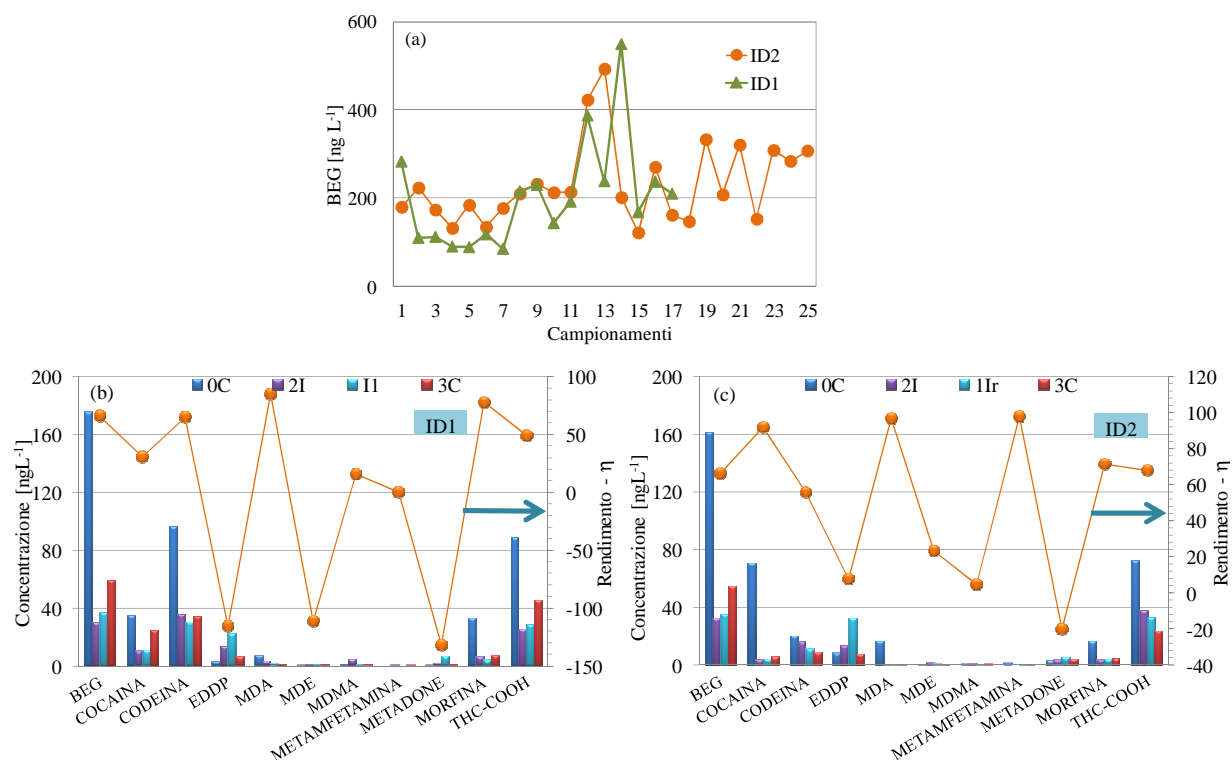 (a)
600
400
200
0
BEG [ng L-1]
ID2
ID1
1 3 5 7 9 11 13 15 17 19 21 23 25
Campionamenti
(b)
0C 2I I1 3C
ID1
200
160
120
80
40
0
Concentrazione [ngL-1]
100
50
0
-50
-100
-150
Rendimento - η
BEG
COCAINA
CODEINA
EDDP
MDA
MDE
MDMA
METAMFETAMINA
METADONE
MORFINA
THC-COOH
(c)
0C 2I 1Ir 3C
ID2
200
160
120
80
40
0
Concentrazione [ngL-1]
120
100
80
60
40
20
0
-20
-40
Rendimento - η
BEG
COCAINA
CODEINA
EDDP
MDA
MDE
MDMA
METAMFETAMINA
METADONE
MORFINA
THC-COOH